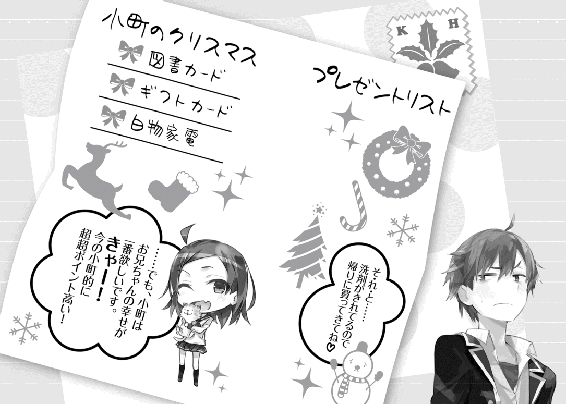 小町のクリスマス
プレゼントリスト
図書カード
ギフトカード
白物家電
……でも、小町は
お兄ちゃんの幸せが
一番欲しいです。
きゃー！
今の小町的に
超超ポイント高い！
それと……
洗剤がきれてるので
帰りに買ってきてね♡
K H